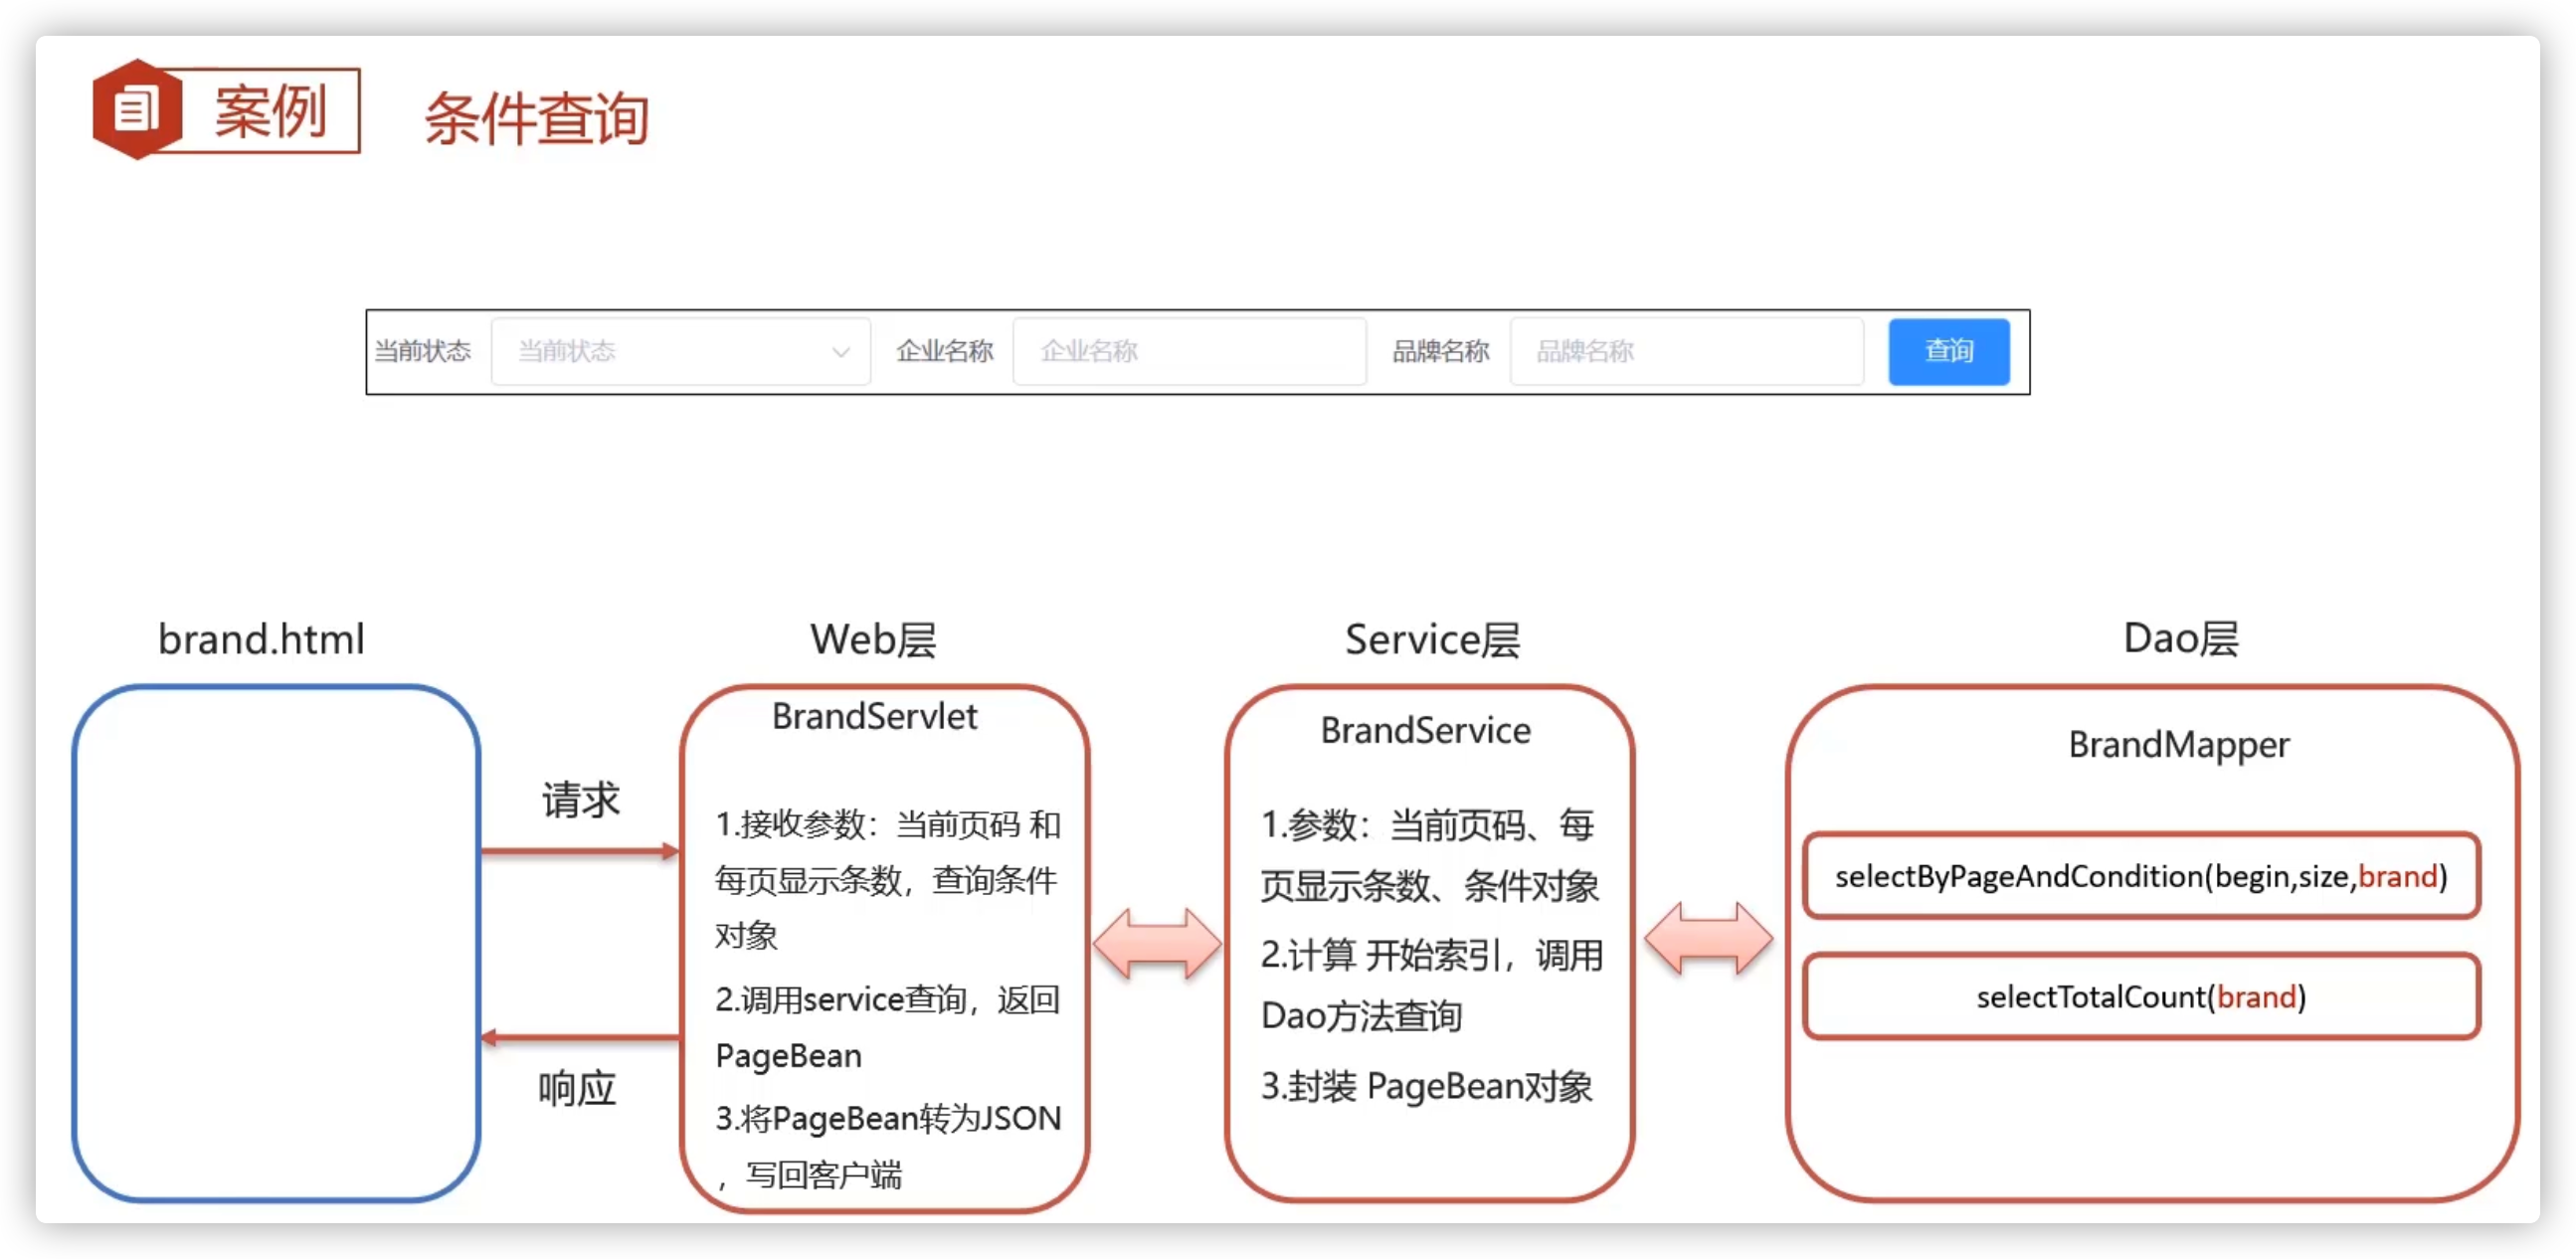 案例
条件查询
当前状态 当前状态 企业名称 企业名称 品牌名称 品牌名称 查询
brand.html
请求
响应
Web层
BrandServlet
1.接收参数：当前页码 和
每页显示条数，查询条件
对象
2.调用service查询，返回
PageBean
3.将PageBean转为JSON
，写回客户端
Service层
BrandService
1.参数：当前页码、每
页显示条数、条件对象
2.计算 开始索引，调用
Dao方法查询
3.封装 PageBean对象
Dao层
BrandMapper
selectByPageAndCondition(begin,size,brand)
selectTotalCount(brand)